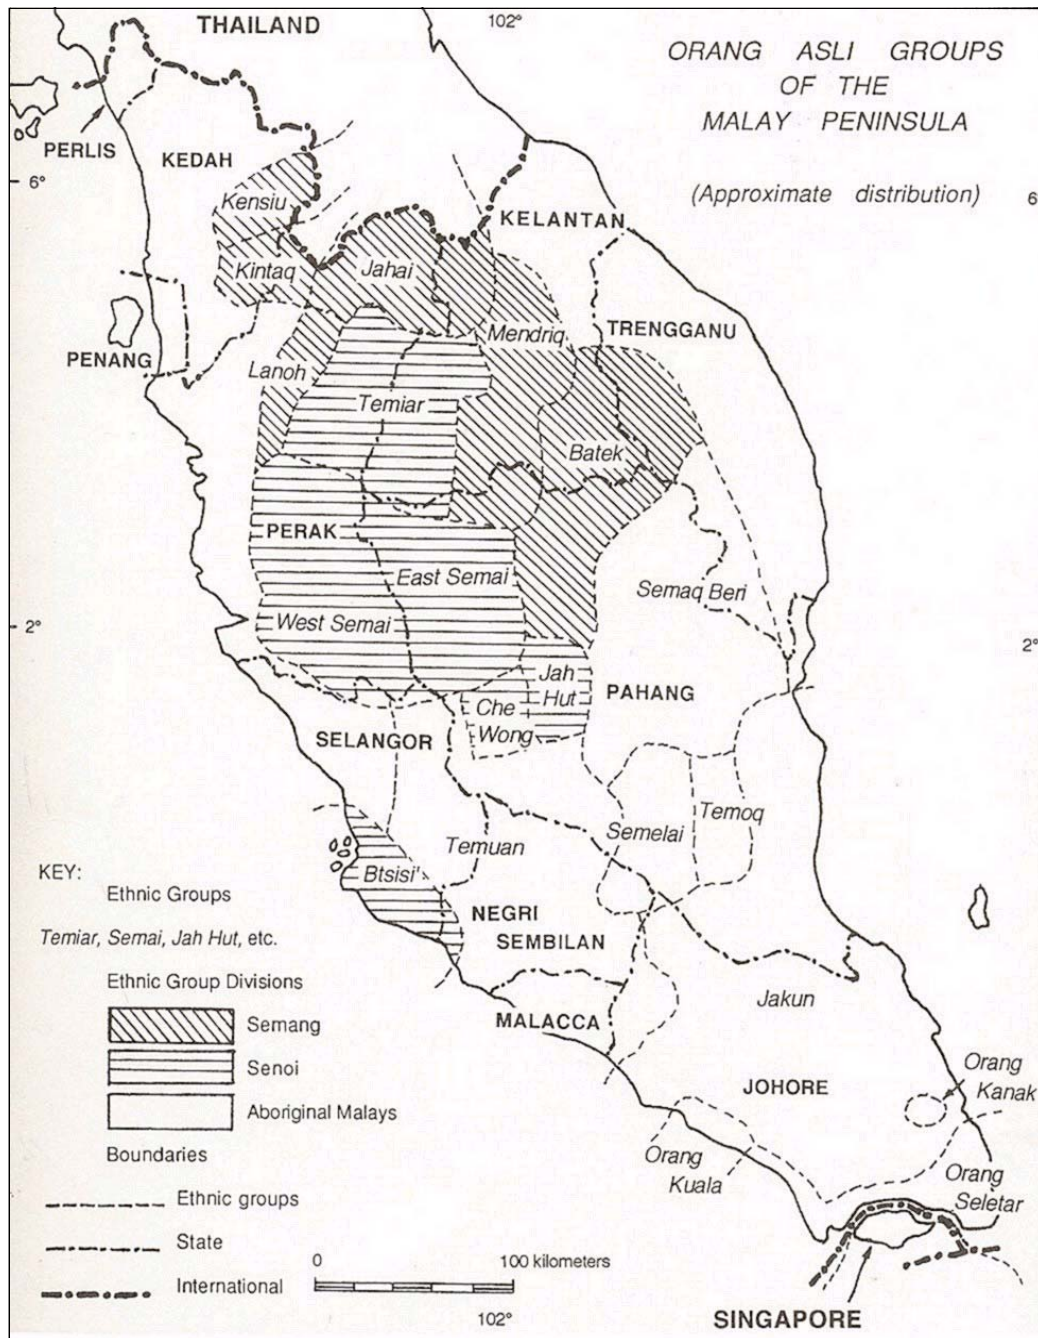 THAILAND
102°
ORANG ASLI GROUPS
OF THE
MALAY PENINSULA
(Approximate distribution)
6
PERLIS
KEDAH
6°
Kensiu
KELANTAN
Kintaq
Jahai
Mendriq
TRENGGANU
PENANG
Lanoh
Temiar
Batek
PERAK
East Semai
Semaq Beri
2°
West Semai
2°
Jah
Hut
PAHANG
Che
Wong
SELANGOR
Temoq
Semelai
Temuan
Btsisi'
KEY:
Ethnic Groups
NEGRI
SEMBILAN
Temiar, Semai, Jah Hut, etc.
Ethnic Group Divisions
Jakun
Semang
MALACCA
Senoi
Orang
Kanak
JOHORE
Aboriginal Malays
Boundaries
Orang
Kuala
Orang
Seletar
Ethnic groups
State
0 100 kilometers
International
102°
SINGAPORE